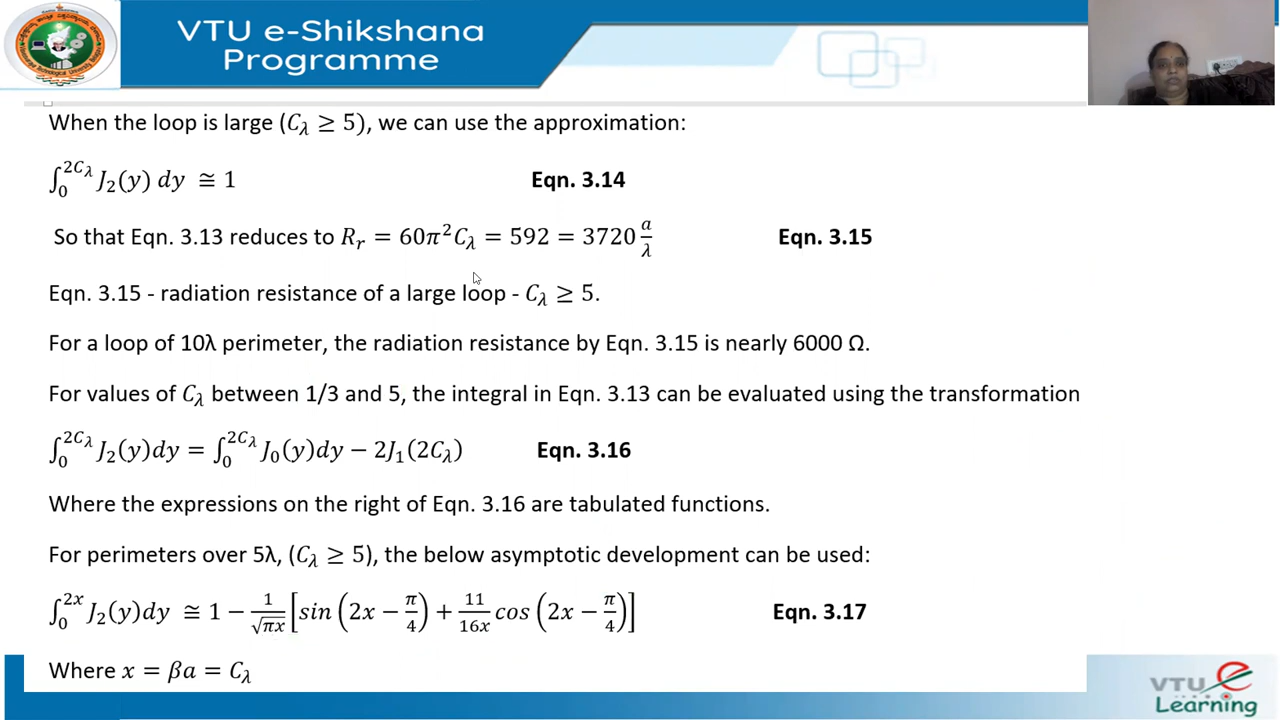 VTU e-Shikshana
Programme
When the loop is large (𝐶_λ ≥ 5), we can use the approximation:
∫_0^{2C_λ} J_2(y) dy ≅ 1 Eqn. 3.14
So that Eqn. 3.13 reduces to R_r = 60π^2 C_λ = 592 = 3720 a/λ Eqn. 3.15
Eqn. 3.15 - radiation resistance of a large loop - C_λ ≥ 5.
For a loop of 10λ perimeter, the radiation resistance by Eqn. 3.15 is nearly 6000 Ω.
For values of C_λ between 1/3 and 5, the integral in Eqn. 3.13 can be evaluated using the transformation
∫_0^{2C_λ} J_2(y)dy = ∫_0^{2C_λ} J_0(y)dy − 2J_1(2C_λ) Eqn. 3.16
Where the expressions on the right of Eqn. 3.16 are tabulated functions.
For perimeters over 5λ, (C_λ ≥ 5), the below asymptotic development can be used:
∫_0^{2x} J_2(y)dy ≅ 1 − 1/√(πx) [sin (2x − π/4) + 11/(16x) cos (2x − π/4)] Eqn. 3.17
Where x = βa = C_λ
VTU e
Learning